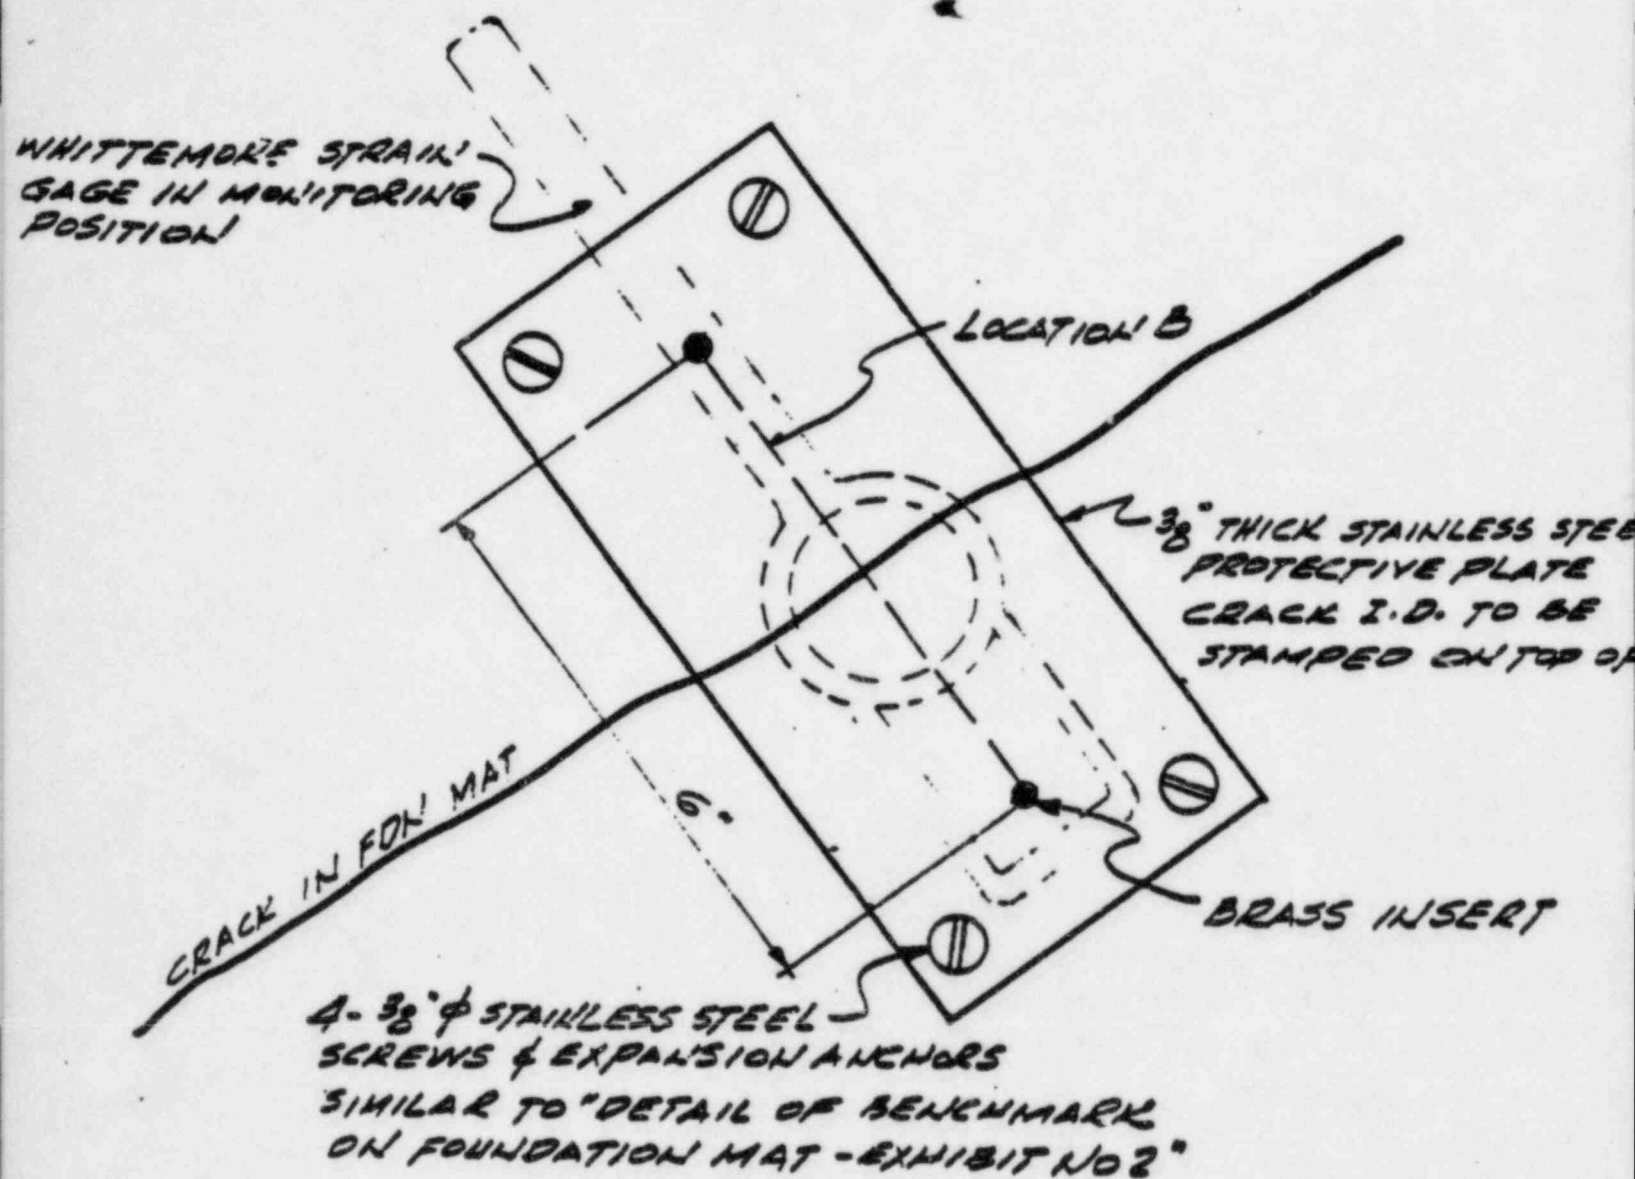 WHITTEMORE STRAIN
GAGE IN MONITORING
POSITION
LOCATION B
3/8" THICK STAINLESS STEE
PROTECTIVE PLATE
CRACK I.D. TO BE
STAMPED ON TOP OF
6"
CRACK IN FDN MAT
BRASS INSERT
4- 3/8" φ STAINLESS STEEL
SCREWS & EXPANSION ANCHORS
SIMILAR TO "DETAIL OF BENCHMARK
ON FOUNDATION MAT - EXHIBIT NO 2"